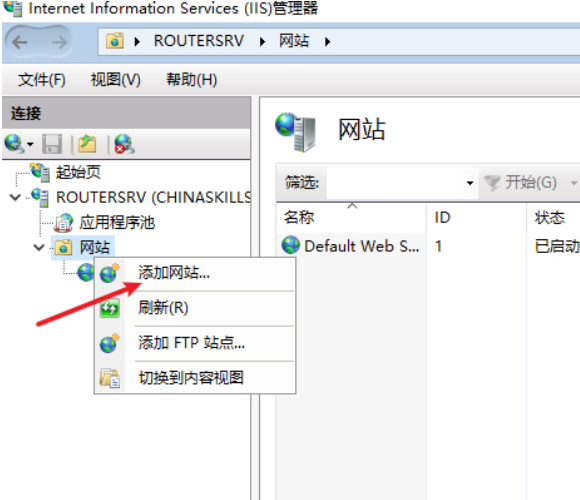 Internet Information Services (IIS)管理器
ROUTERSRV
网站
文件(F) 视图(V) 帮助(H)
连接
起始页
ROUTERSRV (CHINASKILLS
应用程序池
网站
添加网站...
刷新(R)
添加 FTP 站点...
切换到内容视图
网站
筛选: 开始(G)
名称 ID 状态
Default Web S... 1 已启动